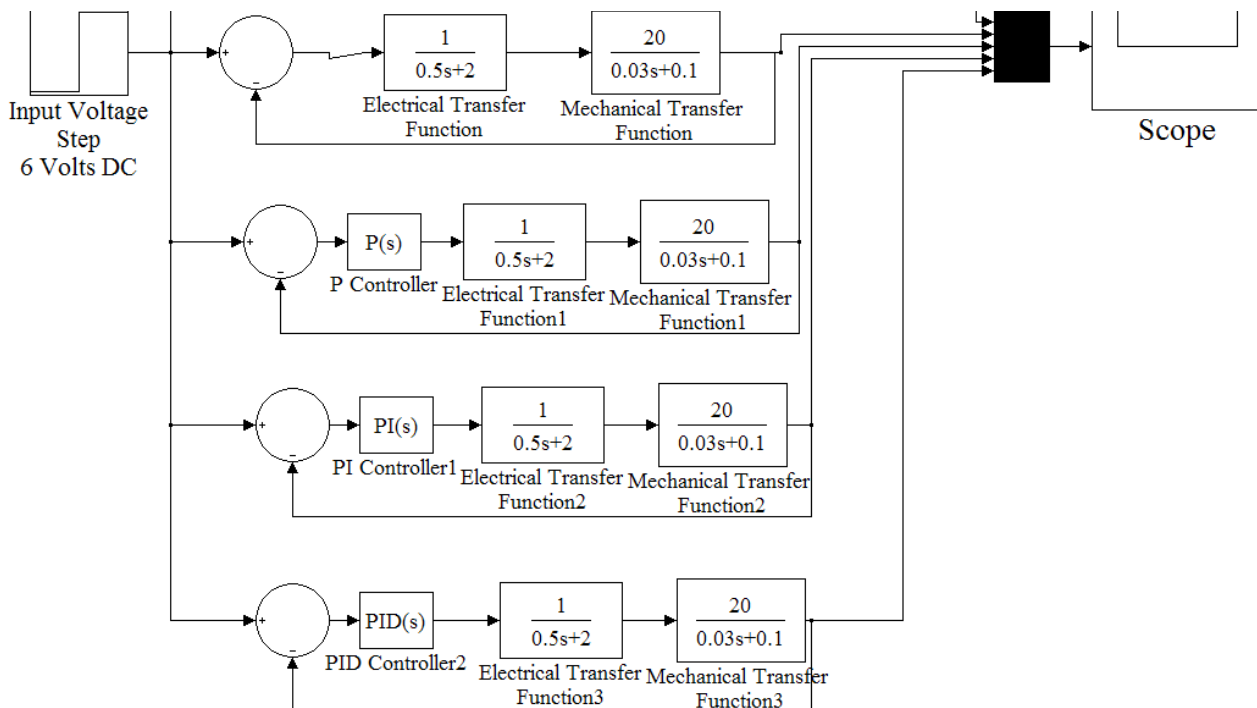 Input Voltage
Step
6 Volts DC
+
-
1
0.5s+2
Electrical Transfer
Function
20
0.03s+0.1
Mechanical Transfer
Function
Scope
+
-
P(s)
P Controller
1
0.5s+2
Electrical Transfer
Function1
20
0.03s+0.1
Mechanical Transfer
Function1
+
-
PI(s)
PI Controller1
1
0.5s+2
Electrical Transfer
Function2
20
0.03s+0.1
Mechanical Transfer
Function2
+
-
PID(s)
PID Controller2
1
0.5s+2
Electrical Transfer
Function3
20
0.03s+0.1
Mechanical Transfer
Function3